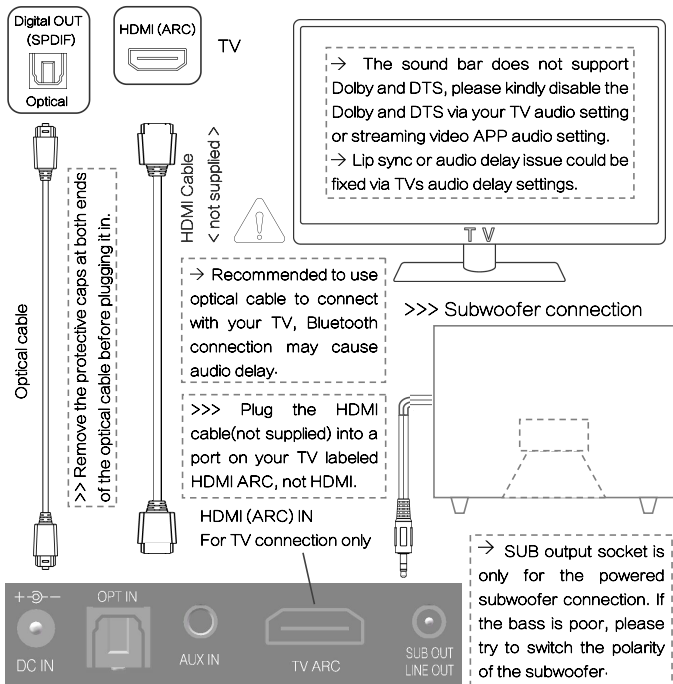 Digital OUT
(SPDIF)
Optical
HDMI (ARC)
TV
→ The sound bar does not support
Dolby and DTS, please kindly disable the
Dolby and DTS via your TV audio setting
or streaming video APP audio setting.
→ Lip sync or audio delay issue could be
fixed via TVs audio delay settings.
TV
Optical cable
>> Remove the protective caps at both ends
of the optical cable before plugging it in.
HDMI Cable
< not supplied >
→ Recommended to use
optical cable to connect
with your TV, Bluetooth
connection may cause
audio delay.
>>> Plug the HDMI
cable(not supplied) into a
port on your TV labeled
HDMI ARC, not HDMI.
HDMI (ARC) IN
For TV connection only
>>> Subwoofer connection
→ SUB output socket is
only for the powered
subwoofer connection. If
the bass is poor, please
try to switch the polarity
of the subwoofer.
DC IN
OPT IN
AUX IN
TV ARC
SUB OUT
LINE OUT